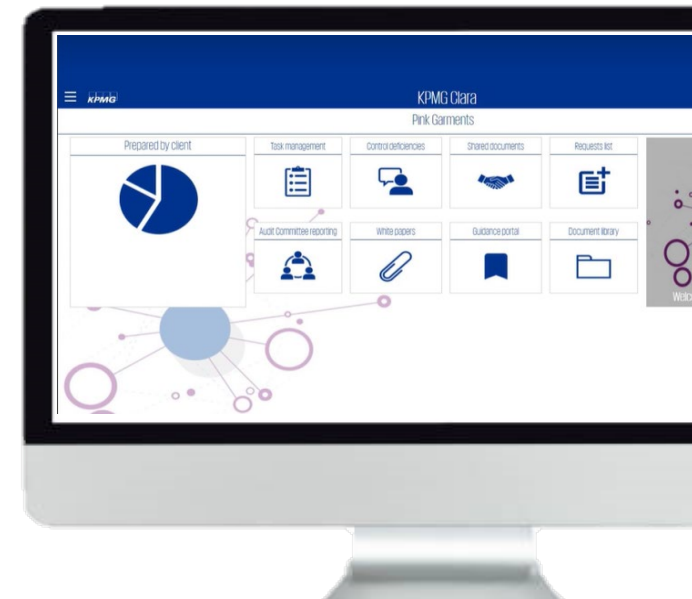 KPMG
KPMG Clara
Pink Garments
Prepared by client
Task management
Control deficiencies
Shared documents
Requests list
Audit Committee reporting
White papers
Guidance portal
Document library